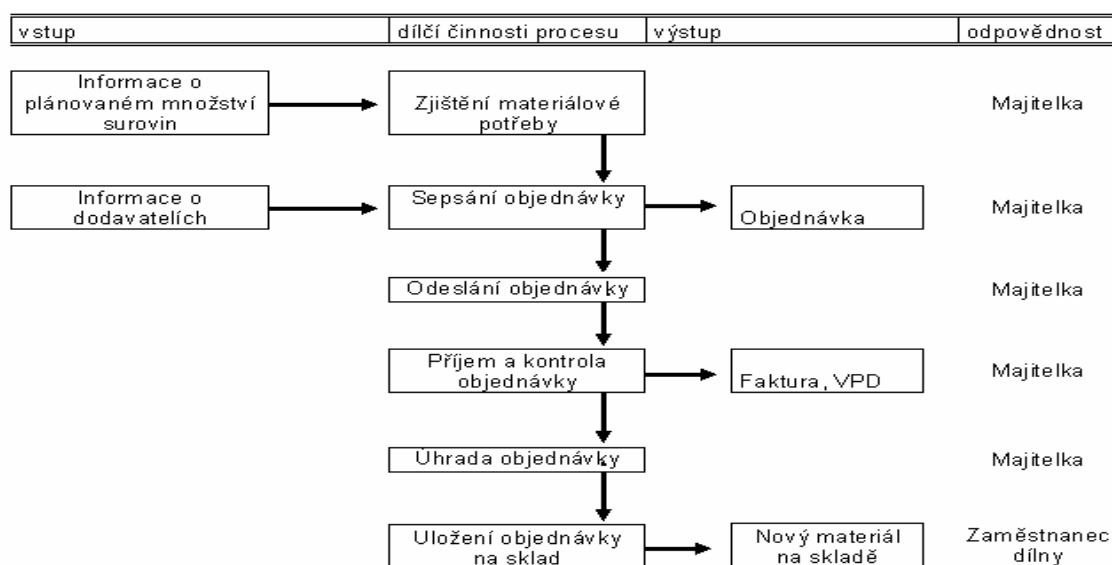 vstup dílčí činnosti procesu výstup odpovědnost
Informace o
plánovaném množství
surovin
Zjištění materiálové
potřeby
Majitelka
Informace o
dodavatelích
Sepsání objednávky
Objednávka
Majitelka
Odeslání objednávky
Majitelka
Příjem a kontrola
objednávky
Faktura, VPD
Majitelka
Úhrada objednávky
Majitelka
Uložení objednávky
na sklad
Nový materiál
na skladě
Zaměstnanec
dílny